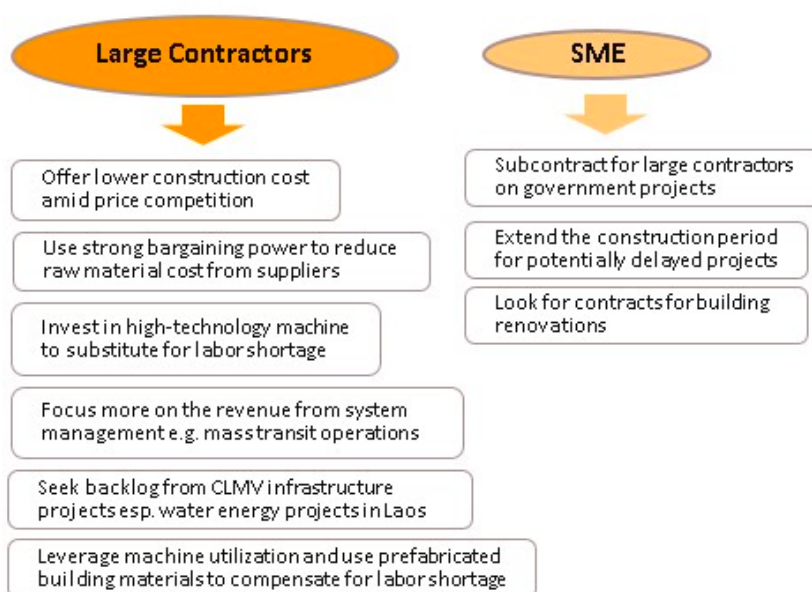 Large Contractors
Offer lower construction cost
amid price competition
Use strong bargaining power to reduce
raw material cost from suppliers
Invest in high-technology machine
to substitute for labor shortage
Focus more on the revenue from system
management e.g. mass transit operations
Seek backlog from CLMV infrastructure
projects esp. water energy projects in Laos
Leverage machine utilization and use prefabricated
building materials to compensate for labor shortage
SME
Subcontract for large contractors
on government projects
Extend the construction period
for potentially delayed projects
Look for contracts for building
renovations